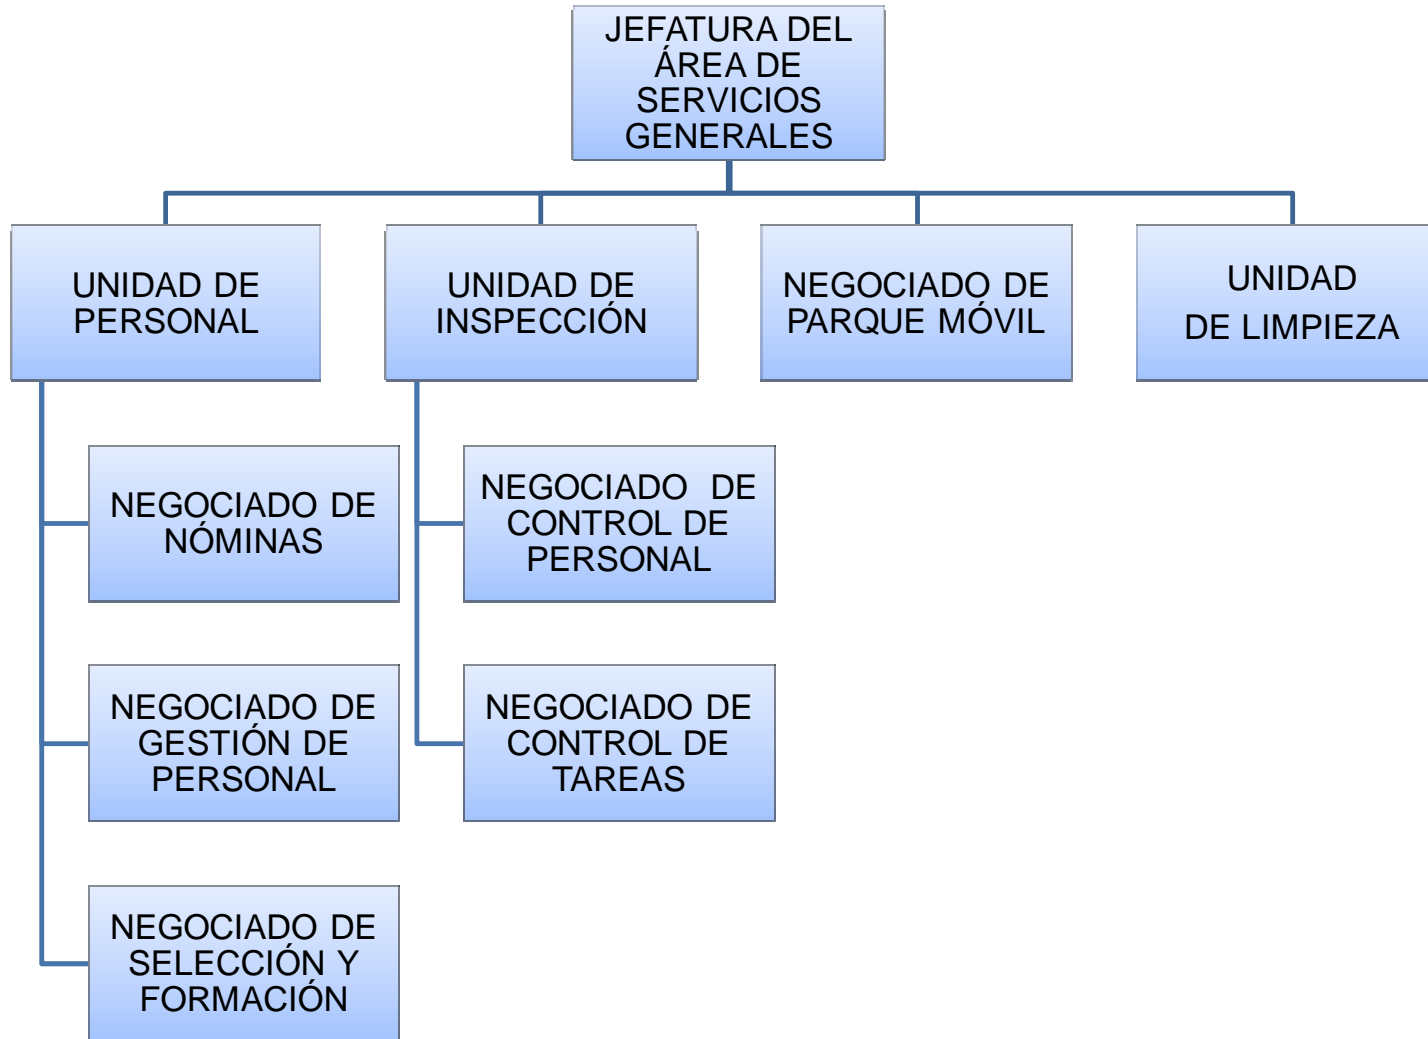 JEFATURA DEL
ÁREA DE
SERVICIOS
GENERALES
UNIDAD DE
PERSONAL
UNIDAD DE
INSPECCIÓN
NEGOCIADO DE
PARQUE MÓVIL
UNIDAD
DE LIMPIEZA
NEGOCIADO DE
NÓMINAS
NEGOCIADO DE
CONTROL DE
PERSONAL
NEGOCIADO DE
GESTIÓN DE
PERSONAL
NEGOCIADO DE
CONTROL DE
TAREAS
NEGOCIADO DE
SELECCIÓN Y
FORMACIÓN